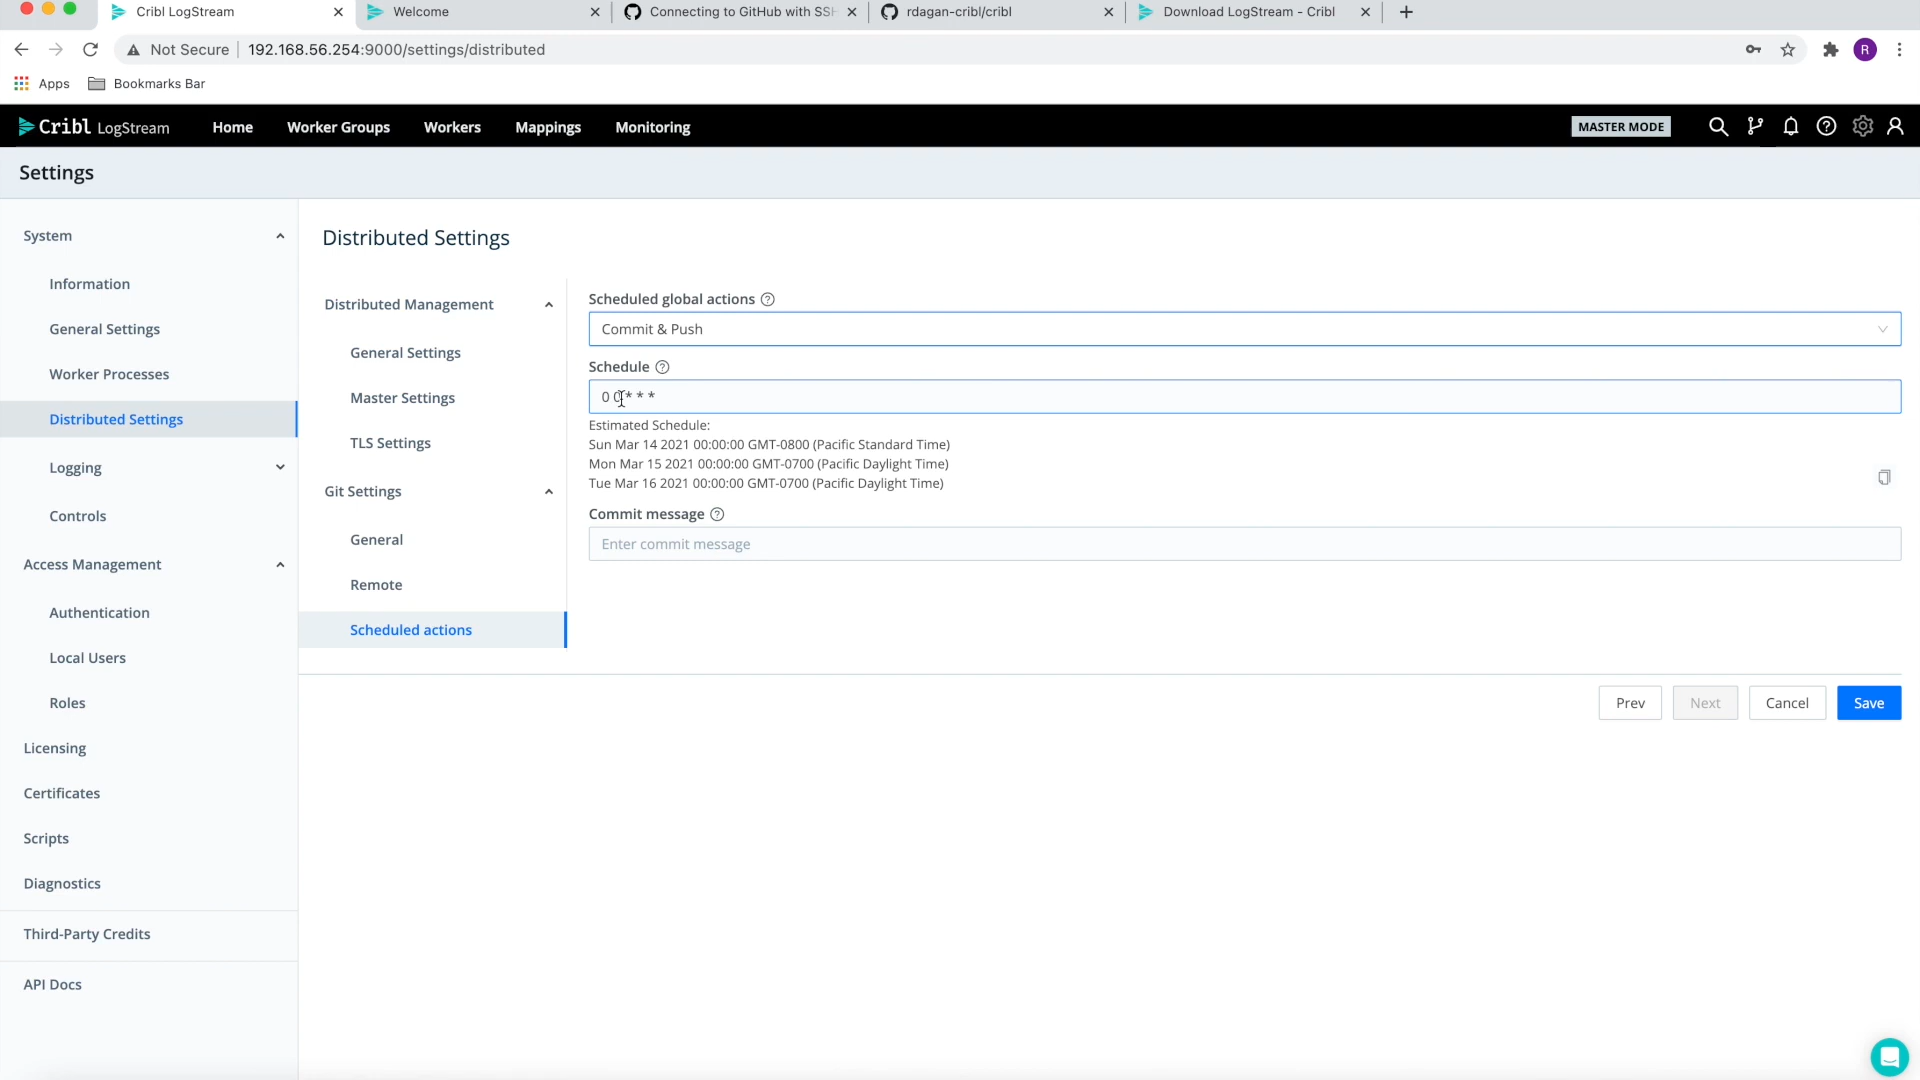 Cribl LogStream
Welcome
Connecting to GitHub with SSH
rdagan-cribl/cribl
Download LogStream - Cribl
Not Secure
192.168.56.254:9000/settings/distributed
R
Apps
Bookmarks Bar
Cribl LogStream
Home
Worker Groups
Workers
Mappings
Monitoring
MASTER MODE
Settings
System
Information
General Settings
Worker Processes
Distributed Settings
Logging
Controls
Access Management
Authentication
Local Users
Roles
Licensing
Certificates
Scripts
Diagnostics
Third-Party Credits
API Docs
Distributed Settings
Distributed Management
General Settings
Master Settings
TLS Settings
Git Settings
General
Remote
Scheduled actions
Scheduled global actions
Commit & Push
Schedule
0 0 * * *
Estimated Schedule:
Sun Mar 14 2021 00:00:00 GMT-0800 (Pacific Standard Time)
Mon Mar 15 2021 00:00:00 GMT-0700 (Pacific Daylight Time)
Tue Mar 16 2021 00:00:00 GMT-0700 (Pacific Daylight Time)
Commit message
Enter commit message
Prev
Next
Cancel
Save